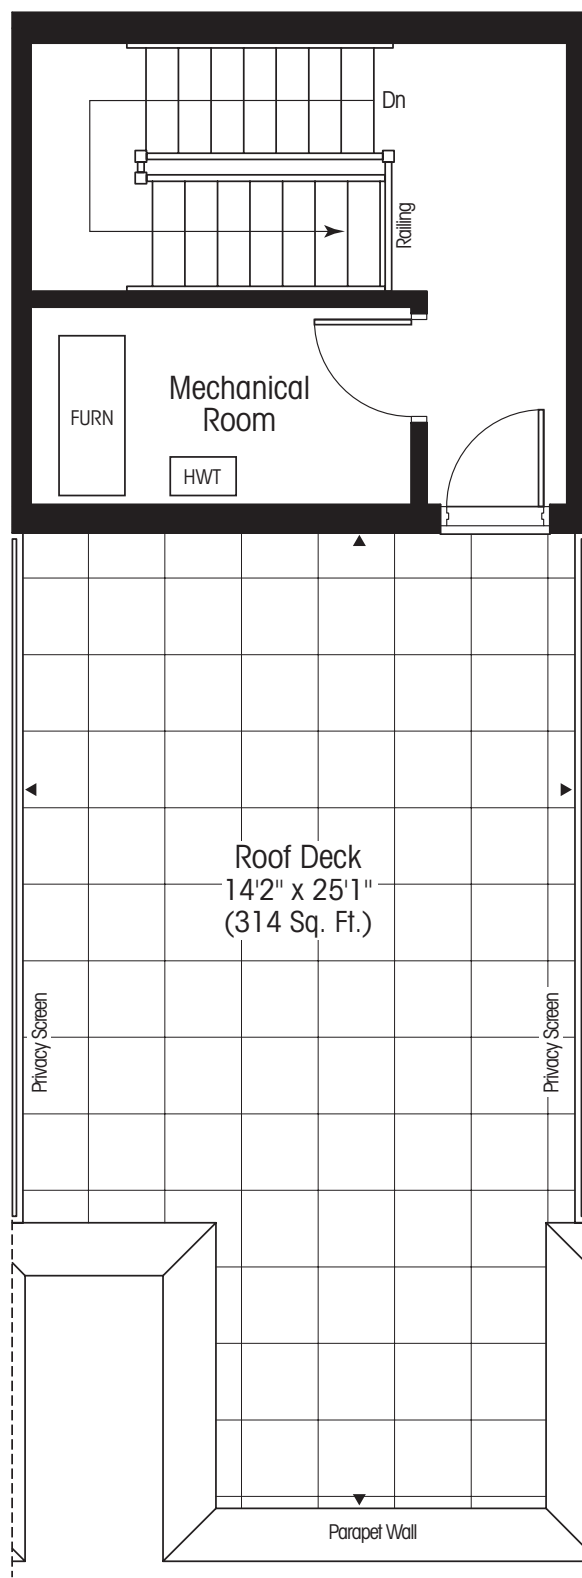 Dn
Railing
Mechanical
Room
FURN
HWT
Roof Deck
14'2" x 25'1"
(314 Sq. Ft.)
Privacy Screen
Privacy Screen
Parapet Wall